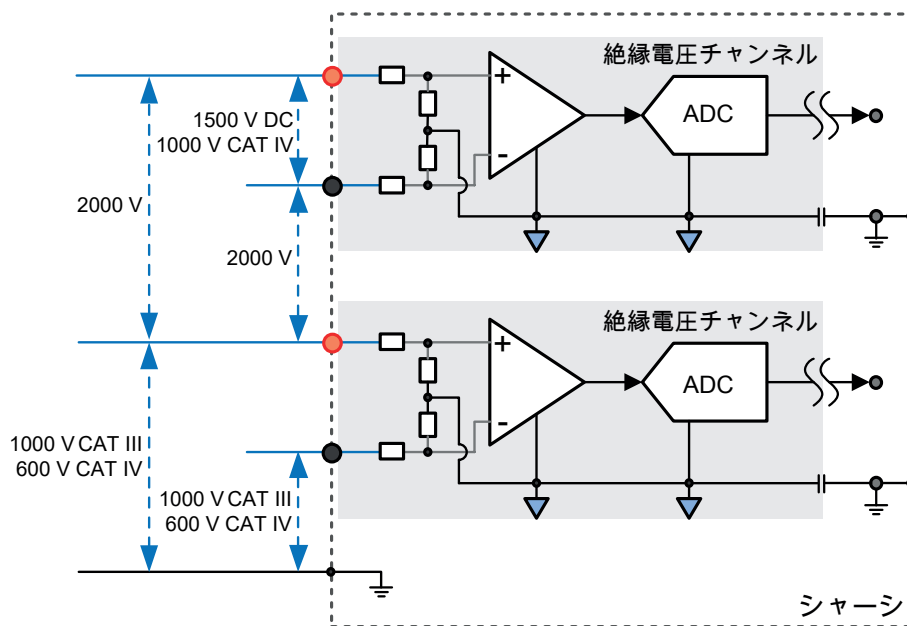 絶縁電圧チャンネル
+
-
ADC
1500 V DC
1000 V CAT IV
2000 V
2000 V
絶縁電圧チャンネル
+
-
ADC
1000 V CAT III
600 V CAT IV
1000 V CAT III
600 V CAT IV
シャーシ